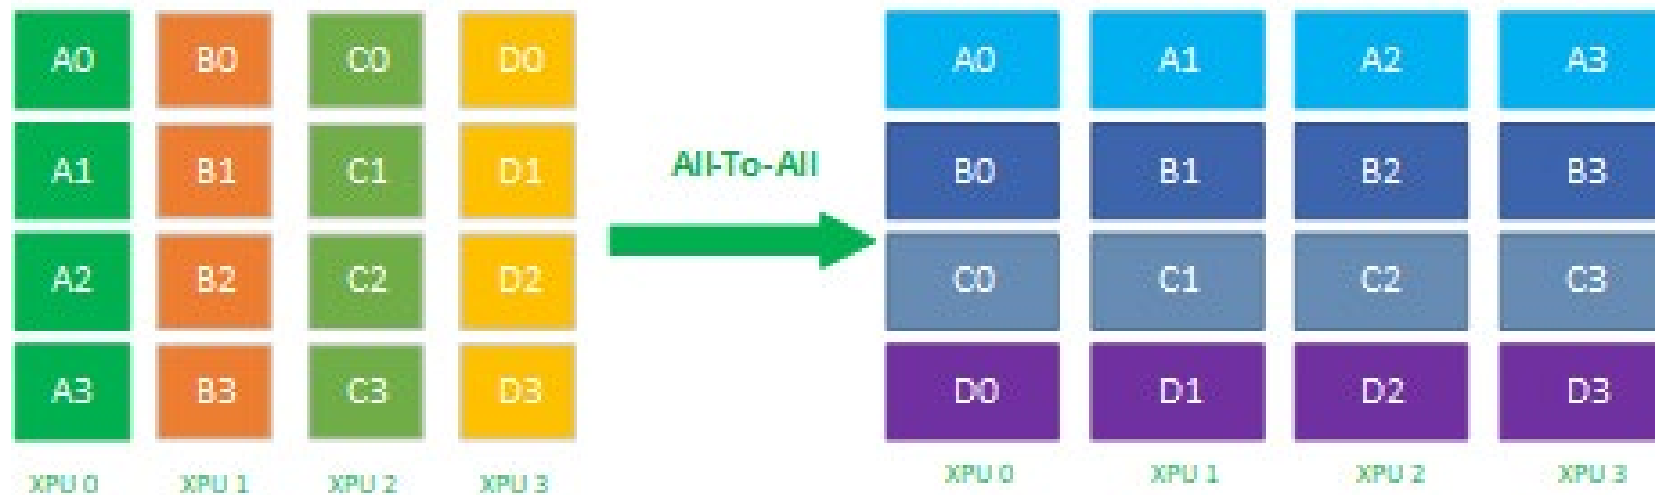 A0 B0 C0 D0 A0 A1 A2 A3
A1 B1 C1 D1 All-To-All B0 B1 B2 B3
A2 B2 C2 D2 C0 C1 C2 C3
A3 B3 C3 D3 D0 D1 D2 D3
XPU 0 XPU 1 XPU 2 XPU 3 XPU 0 XPU 1 XPU 2 XPU 3